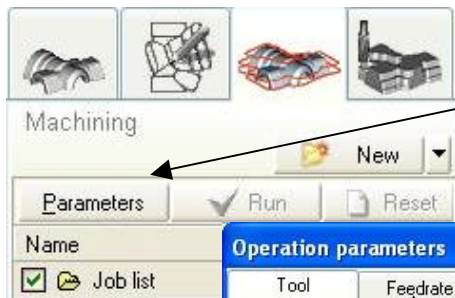 Machining
New
Parameters Run Reset
Name
Operation parameters
Job list
Tool Feedrate